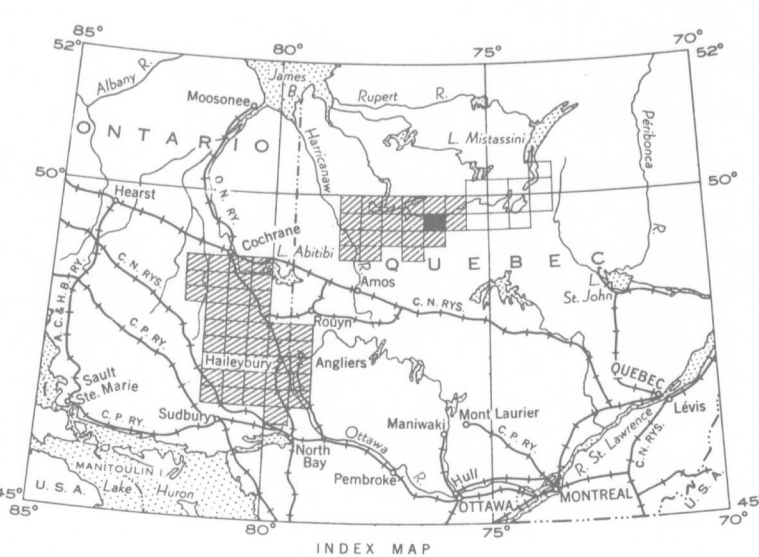 85°
52°
80°
75°
70°
52°
Albany R.
James
B.
Moosonee
Rupert R.
ONTARIO
L. Mistassini
Péribonca
R.
Harricanaw
R.
50°
50°
Hearst
O. N. RY.
Cochrane
L. Abitibi
QUEBEC
C. N. RYS.
Amos
L.
St. John
A.C. & H.B. RY.
C. P. RY.
C. N. RYS.
Rouyn
Haileybury
Angliers
QUEBEC
Sault
Ste. Marie
Lévis
C. P. RY.
Sudbury
Maniwaki
Mont Laurier
C. P. RY.
R. St. Lawrence
C. N. RYS.
Ottawa R.
North
Bay
MANITOULIN I.
Pembroke
Hull
U. S. A.
Lake Huron
OTTAWA
MONTREAL
U. S. A.
45°
85°
80°
75°
45°
70°
INDEX MAP